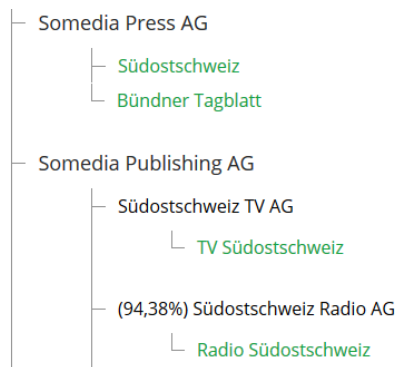 Somedia Press AG
Südostschweiz
Bündner Tagblatt
Somedia Publishing AG
Südostschweiz TV AG
TV Südostschweiz
(94,38%) Südostschweiz Radio AG
Radio Südostschweiz